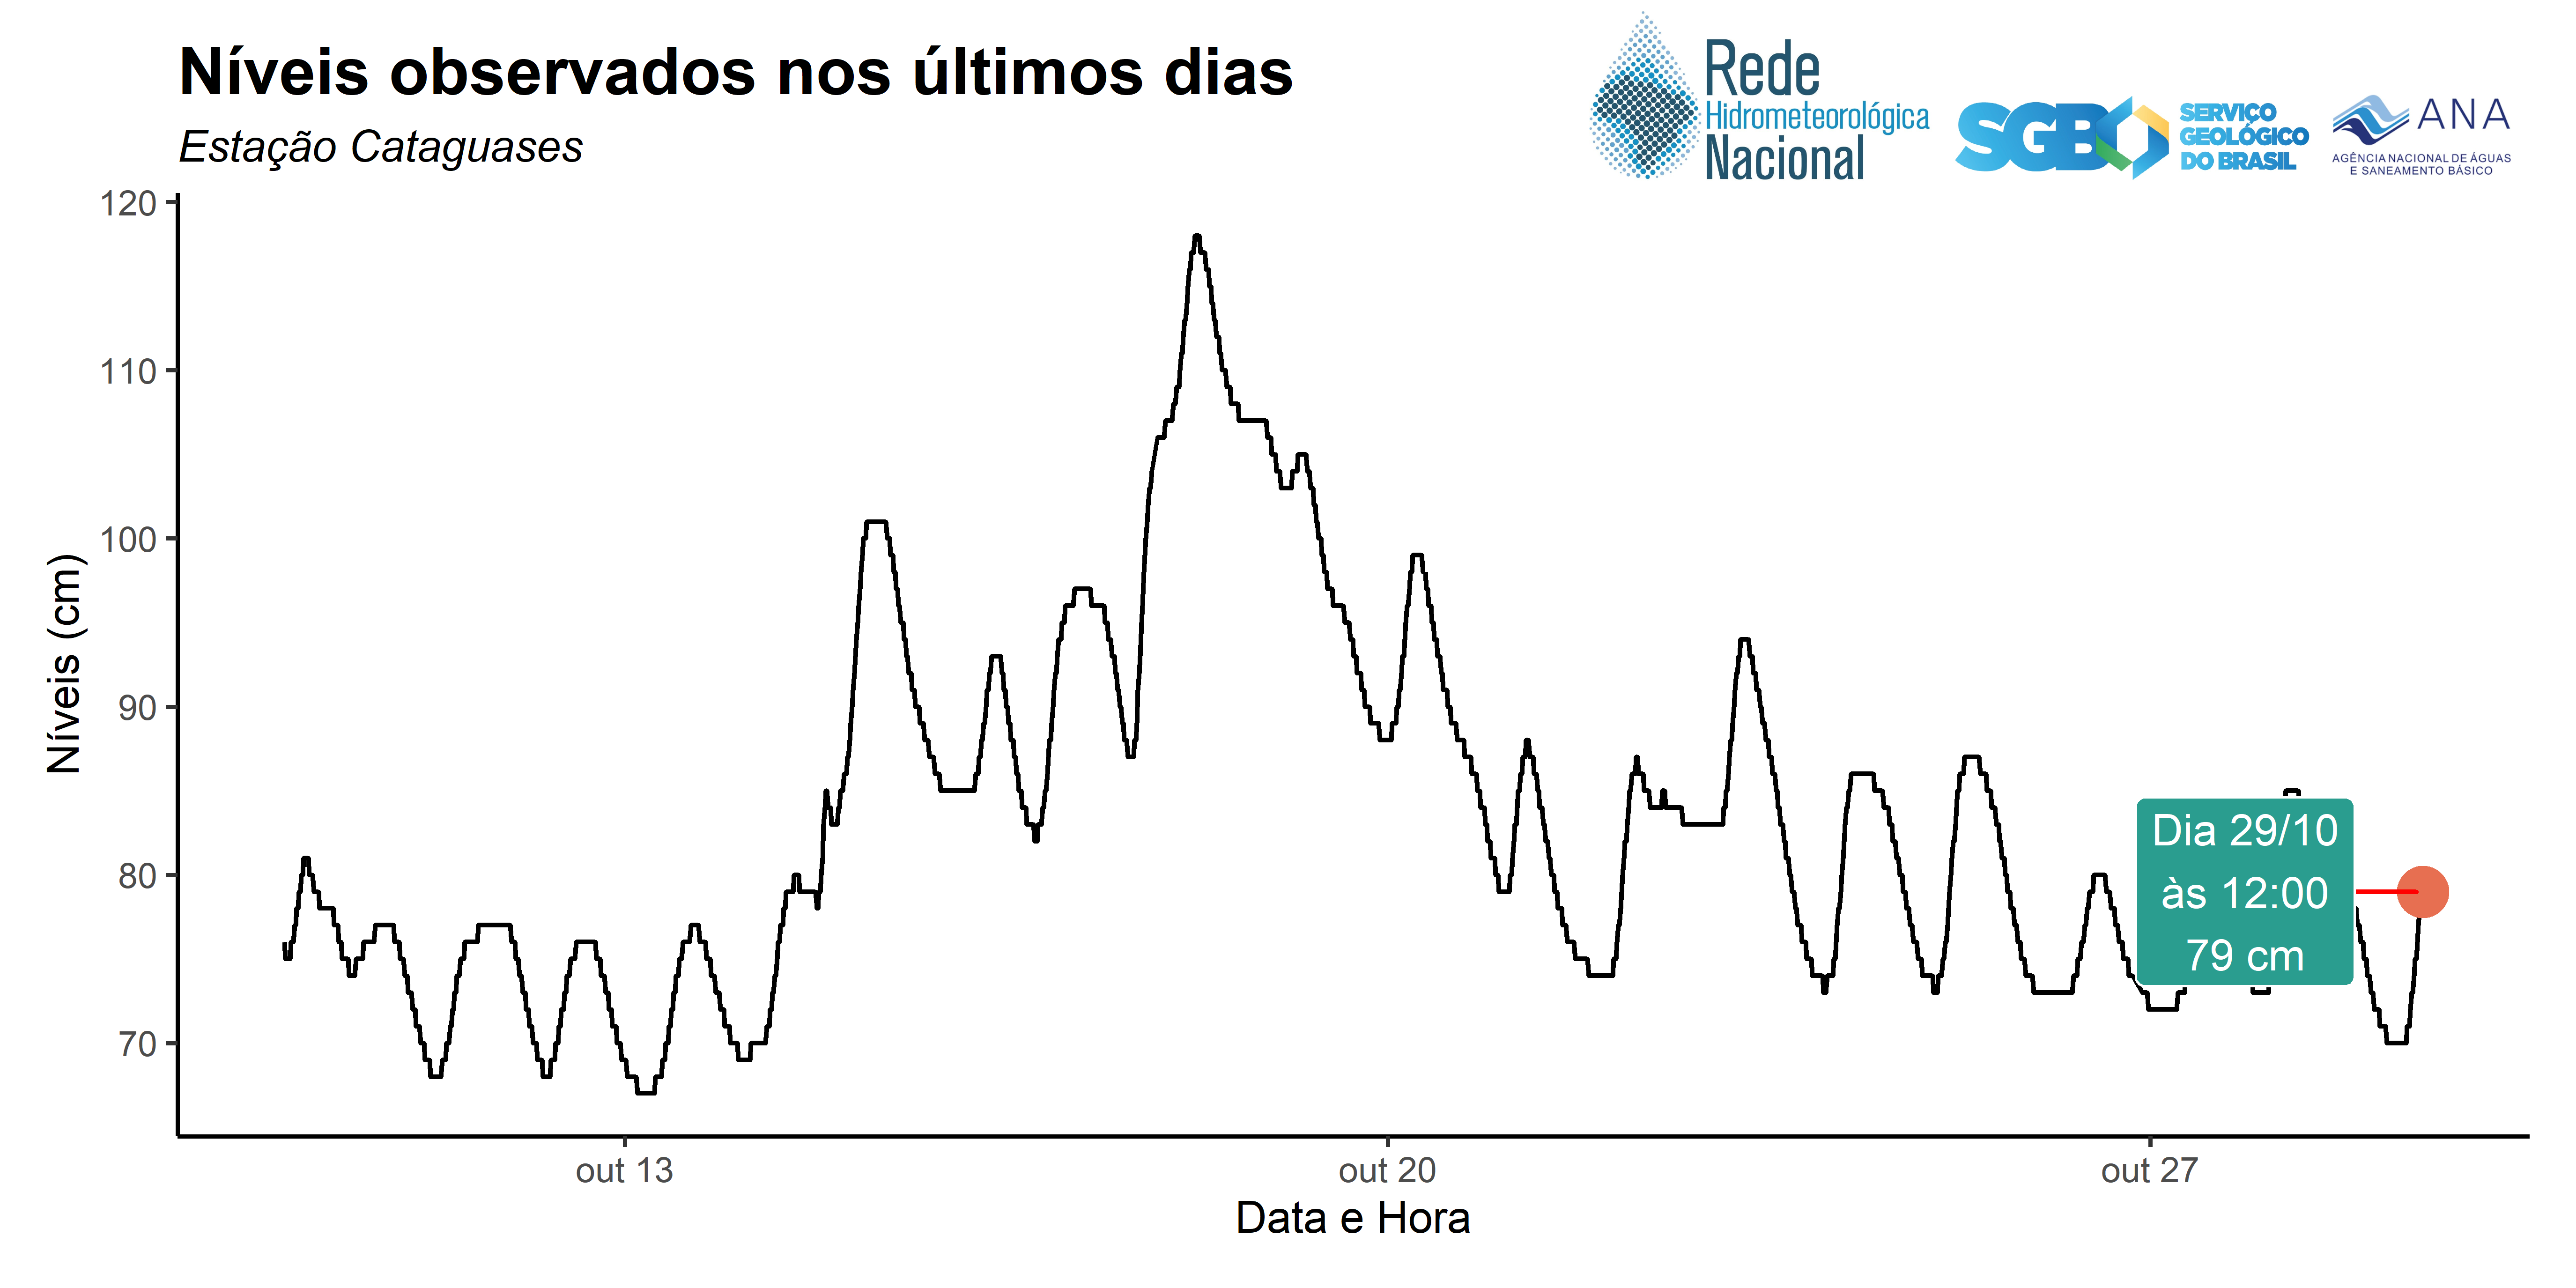 Níveis observados nos últimos dias
Estação Cataguases
Rede
Hidrometeorológica
Nacional
SGB
SERVIÇO
GEOLÓGICO
DO BRASIL
ANA
AGÊNCIA NACIONAL DE ÁGUAS
E SANEAMENTO BÁSICO
120
110
100
90
80
70
Níveis (cm)
Dia 29/10
às 12:00
79 cm
out 13
out 20
out 27
Data e Hora